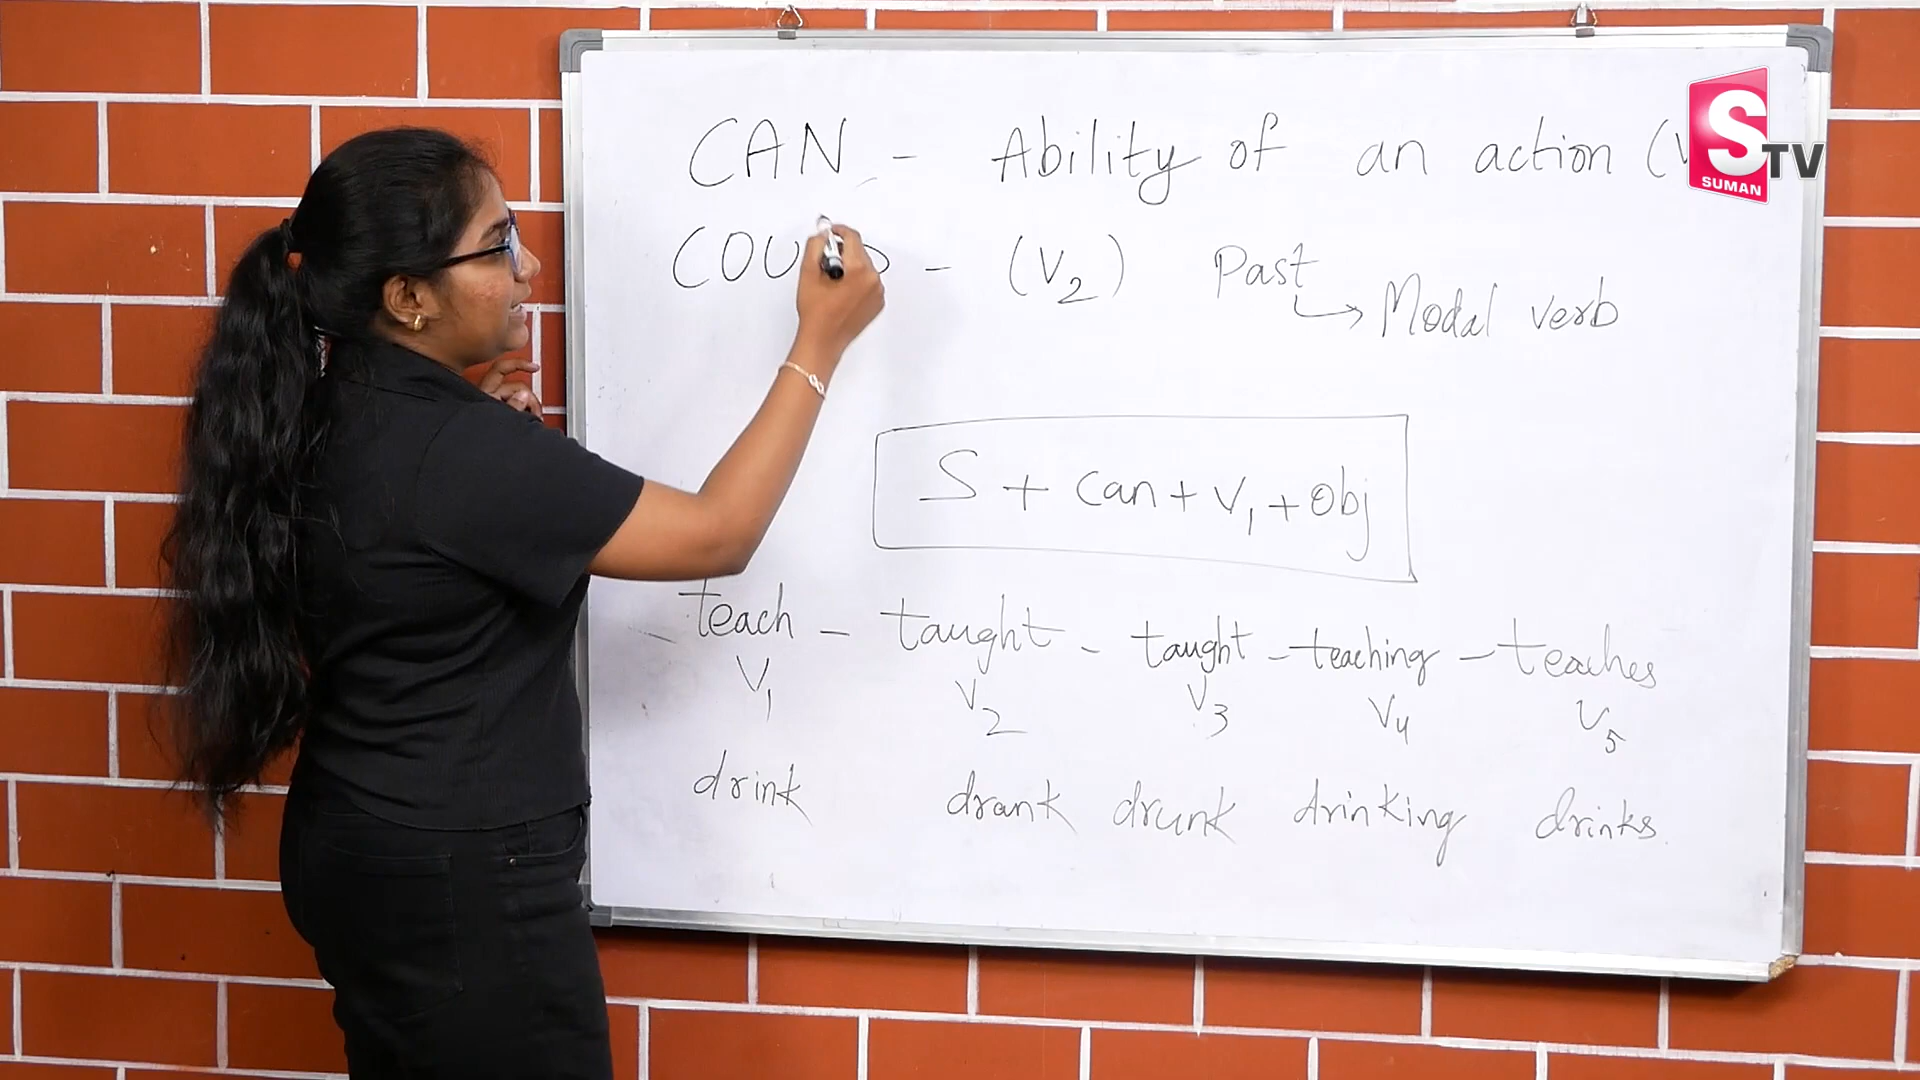 CAN - Ability of an action (V
COULD - (V2) Past
↳ Modal verb
S + can + V1 + obj
- teach - taught - taught - teaching - teaches
V1 V2 V3 V4 V5
drink drank drunk drinking drinks.
S TV
SUMAN